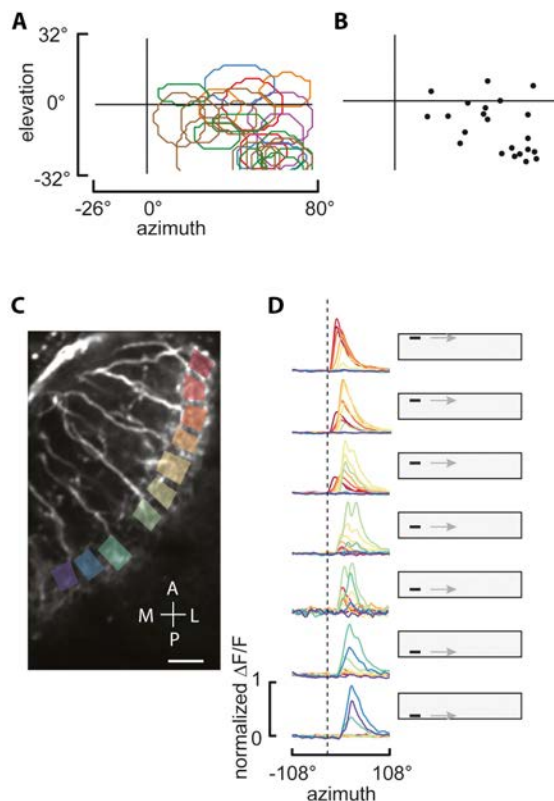 A
32°
elevation
0°
-32°
-26°
0°
80°
azimuth
B
C
A
M
L
P
D
normalized ΔF/F
1
0
-108°
108°
azimuth